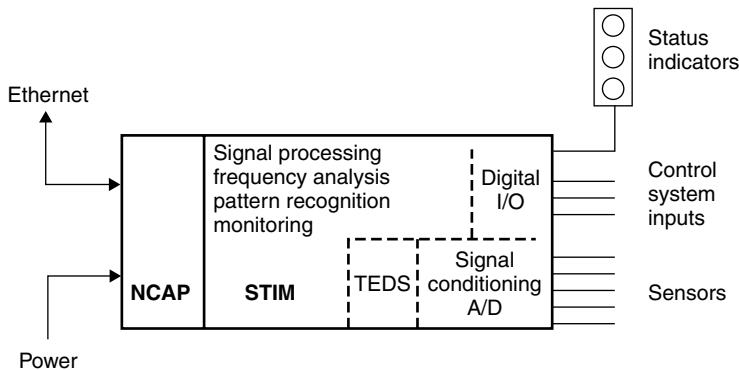 Status
indicators
Ethernet
Signal processing
frequency analysis
pattern recognition
monitoring
Digital
I/O
Control
system
inputs
NCAP
STIM
TEDS
Signal
conditioning
A/D
Sensors
Power